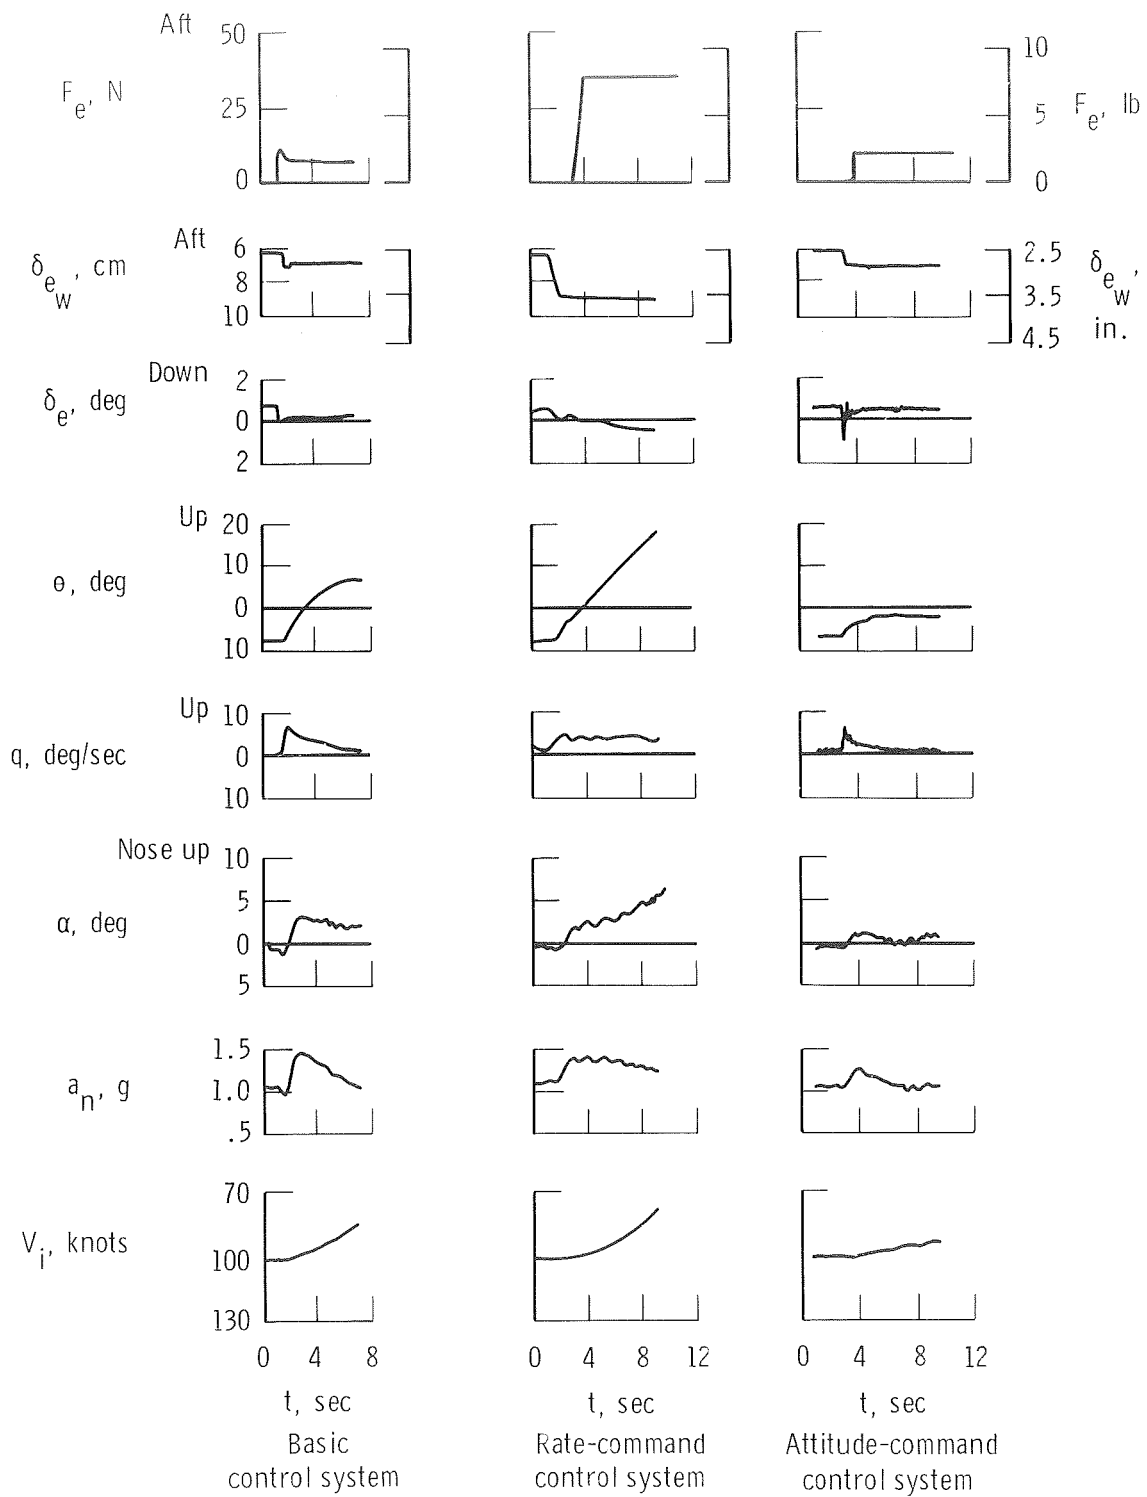 Aft
50
F_e, N
25
0
10
5
F_e, lb
0
Aft
6
δ_e_w, cm
8
10
2.5
3.5
4.5
δ_e_w,
in.
Down
2
δ_e, deg
0
2
Up
20
10
θ, deg
0
10
Up
10
q, deg/sec
0
10
Nose up
10
5
α, deg
0
5
1.5
a_n, g
1.0
.5
70
V_i, knots
100
130
0 4 8
0 4 8 12
0 4 8 12
t, sec
t, sec
t, sec
Basic
control system
Rate-command
control system
Attitude-command
control system